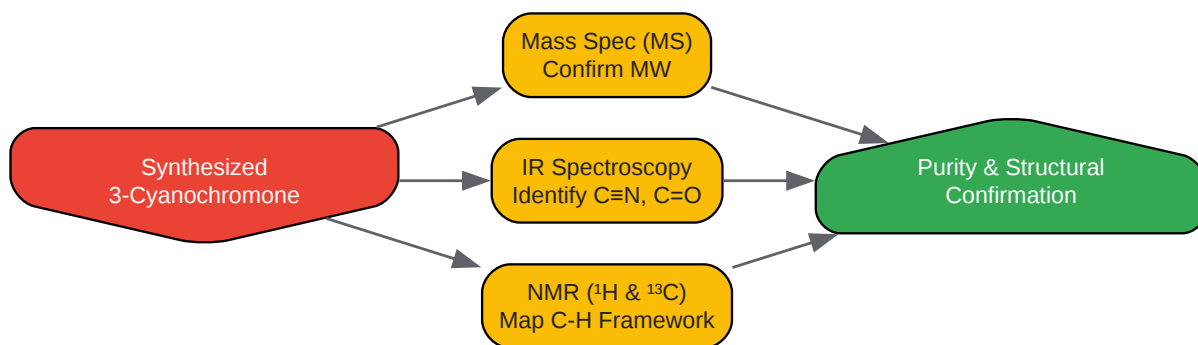 Mass Spec (MS)
Confirm MW
Synthesized
3-Cyanochromone
IR Spectroscopy
Identify C≡N, C=O
Purity & Structural
Confirmation
NMR (¹H & ¹³C)
Map C-H Framework